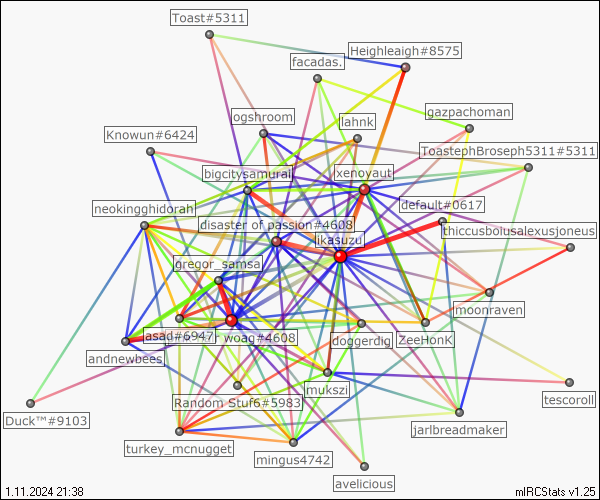 Toast#5311
Heighleigh#8575
facadas.
gazpachoman
ogshroom
lahnk
Knowun#6424
ToastephBroseph5311#5311
bigcitysamurai
xenoyaut
default#0617
neokingghidorah
disaster of passion#4608
thiccusbolusalexusjoneus
likasuzu
gregor_samsa
moonraven
asad#6947
woag#4608
doggerdig
ZeeHonK
andnewbees
mukszi
tescoroll
Random Stuf6#5983
Duck™#9103
jarlbreadmaker
turkey_mcnugget
mingus4742
avelicious
1.11.2024 21:38
mIRCStats v1.25